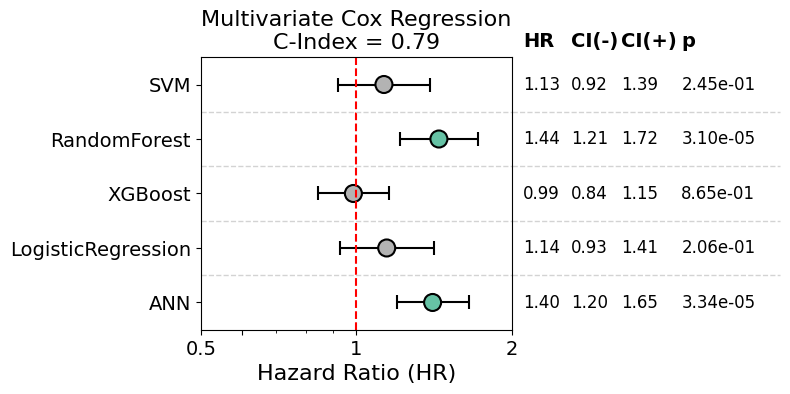 Multivariate Cox Regression
C-Index = 0.79
HR CI(-) CI(+) p
SVM 1.13 0.92 1.39 2.45e-01
RandomForest 1.44 1.21 1.72 3.10e-05
XGBoost 0.99 0.84 1.15 8.65e-01
LogisticRegression 1.14 0.93 1.41 2.06e-01
ANN 1.40 1.20 1.65 3.34e-05
0.5 1 2
Hazard Ratio (HR)